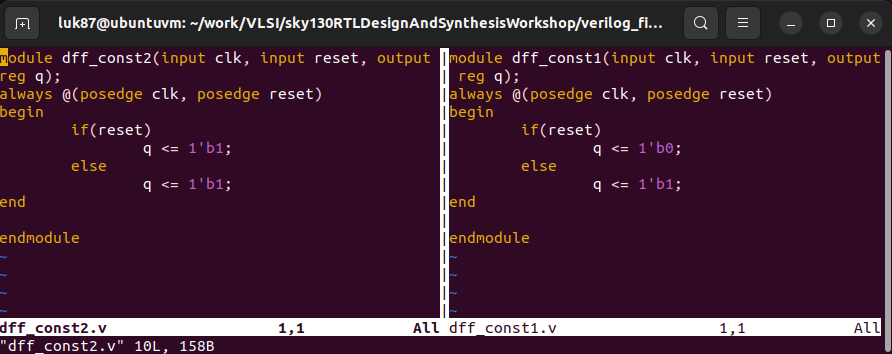 luk87@ubuntuvm: ~/work/VLSI/sky130RTLDesignAndSynthesisWorkshop/verilog_fi...
module dff_const2(input clk, input reset, output
reg q);
always @(posedge clk, posedge reset)
begin
if(reset)
q <= 1'b1;
else
q <= 1'b1;
end
endmodule
~
~
~
~
dff_const2.v 1,1 All
module dff_const1(input clk, input reset, output
reg q);
always @(posedge clk, posedge reset)
begin
if(reset)
q <= 1'b0;
else
q <= 1'b1;
end
endmodule
~
~
~
~
dff_const1.v 1,1 All
"dff_const2.v" 10L, 158B